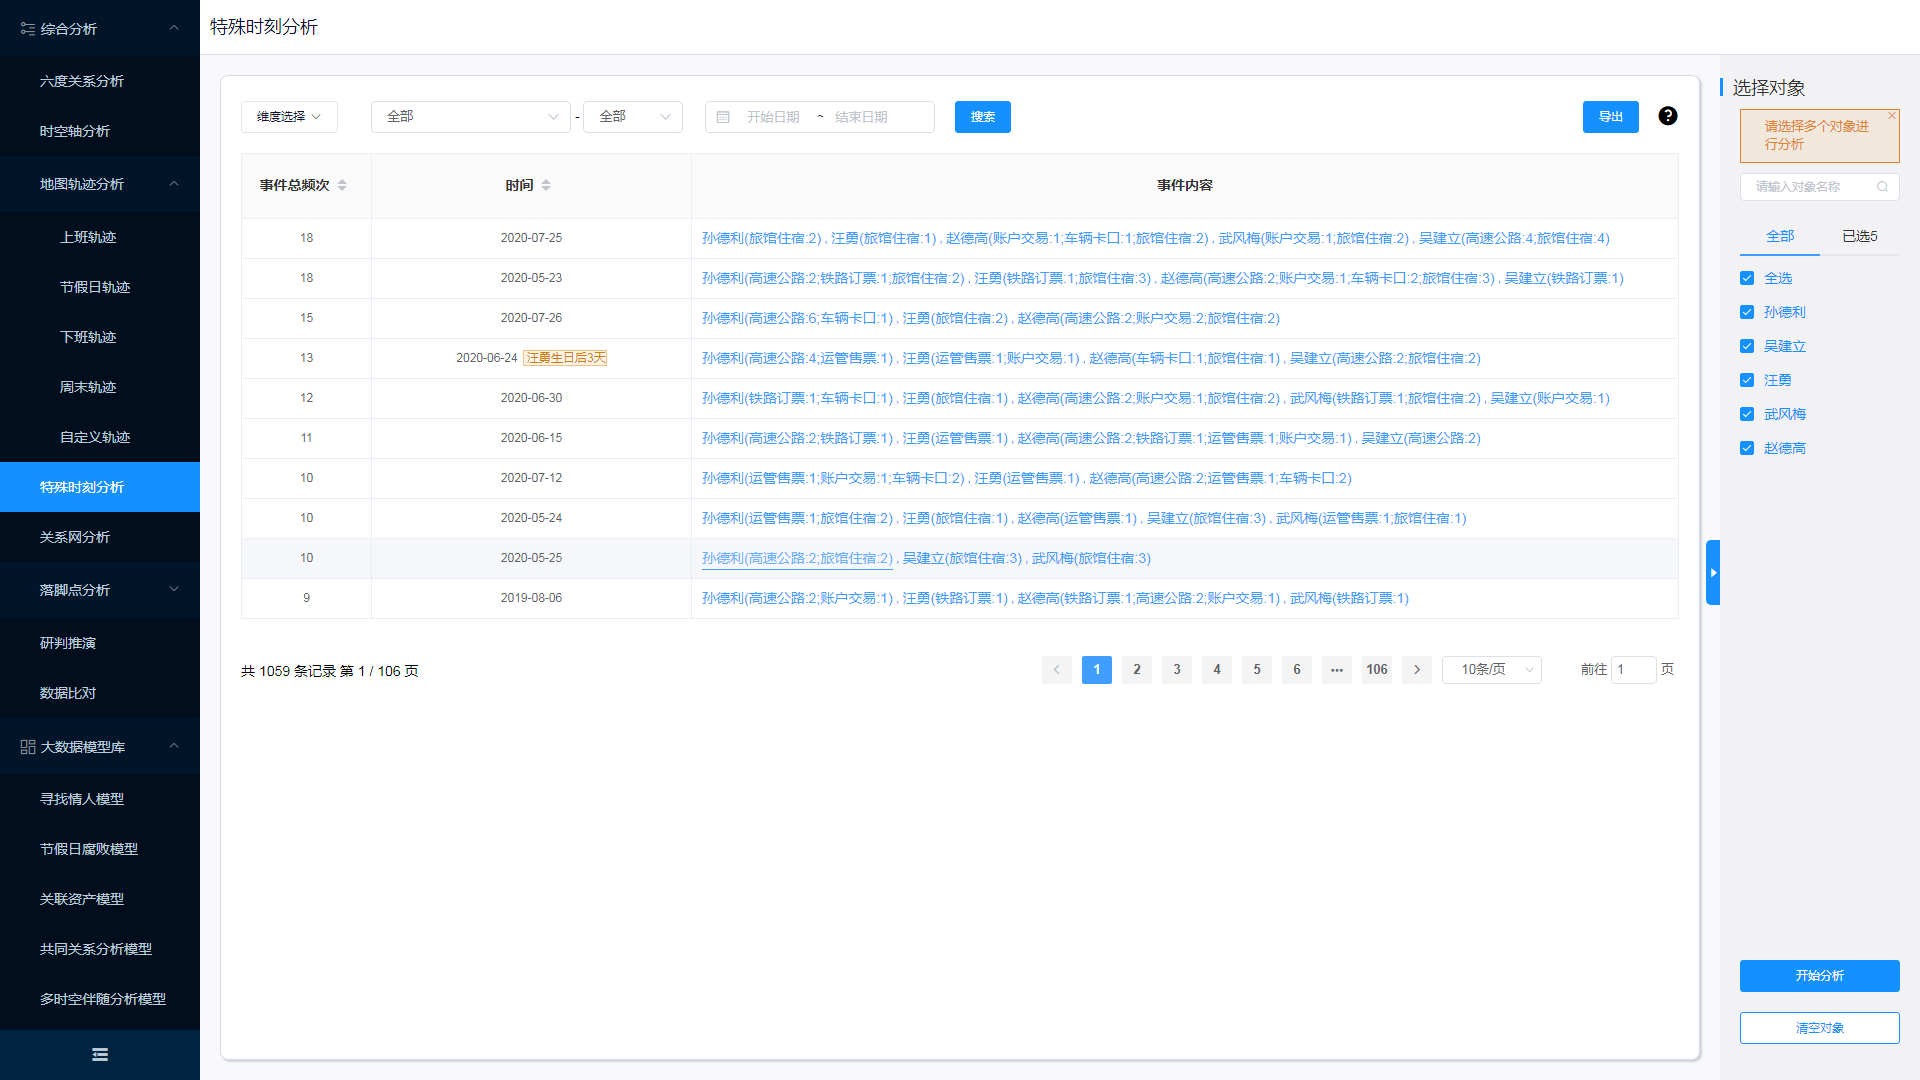 综合分析
六度关系分析
时空轴分析
地图轨迹分析
上班轨迹
节假日轨迹
下班轨迹
周末轨迹
自定义轨迹
特殊时刻分析
关系网分析
落脚点分析
研判推演
数据比对
大数据模型库
寻找情人模型
节假日腐败模型
关联资产模型
共同关系分析模型
多时空伴随分析模型
特殊时刻分析
维度选择 全部 - 全部 开始日期 ~ 结束日期 搜索 导出 ?
事件总频次 时间 事件内容
18 2020-07-25 孙德利(旅馆住宿:2) , 汪勇(旅馆住宿:1) , 赵德高(账户交易:1;车辆卡口:1;旅馆住宿:2) , 武风梅(账户交易:1;旅馆住宿:2) , 吴建立(高速公路:4;旅馆住宿:4)
18 2020-05-23 孙德利(高速公路:2;铁路订票:1;旅馆住宿:2) , 汪勇(铁路订票:1;旅馆住宿:3) , 赵德高(高速公路:2;账户交易:1;车辆卡口:2;旅馆住宿:3) , 吴建立(铁路订票:1)
15 2020-07-26 孙德利(高速公路:6;车辆卡口:1) , 汪勇(旅馆住宿:2) , 赵德高(高速公路:2;账户交易:2;旅馆住宿:2)
13 2020-06-24 汪勇生日后3天 孙德利(高速公路:4;运管售票:1) , 汪勇(运管售票:1;账户交易:1) , 赵德高(车辆卡口:1;旅馆住宿:1) , 吴建立(高速公路:2;旅馆住宿:2)
12 2020-06-30 孙德利(铁路订票:1;车辆卡口:1) , 汪勇(旅馆住宿:1) , 赵德高(高速公路:2;账户交易:1;旅馆住宿:2) , 武风梅(铁路订票:1;旅馆住宿:2) , 吴建立(账户交易:1)
11 2020-06-15 孙德利(高速公路:2;铁路订票:1) , 汪勇(运管售票:1) , 赵德高(高速公路:2;铁路订票:1;运管售票:1;账户交易:1) , 吴建立(高速公路:2)
10 2020-07-12 孙德利(运管售票:1;账户交易:1;车辆卡口:2) , 汪勇(运管售票:1) , 赵德高(高速公路:2;运管售票:1;车辆卡口:2)
10 2020-05-24 孙德利(运管售票:1;旅馆住宿:2) , 汪勇(旅馆住宿:1) , 赵德高(运管售票:1) , 吴建立(旅馆住宿:3) , 武风梅(运管售票:1;旅馆住宿:1)
10 2020-05-25 孙德利(高速公路:2;旅馆住宿:2) , 吴建立(旅馆住宿:3) , 武风梅(旅馆住宿:3)
9 2019-08-06 孙德利(高速公路:2;账户交易:1) , 汪勇(铁路订票:1) , 赵德高(铁路订票:1;高速公路:2;账户交易:1) , 武风梅(铁路订票:1)
共 1059 条记录 第 1 / 106 页 1 2 3 4 5 6 ••• 106 10条/页 前往 1 页
选择对象
请选择多个对象进
行分析
请输入对象名称
全部 已选5
全选
孙德利
吴建立
汪勇
武风梅
赵德高
开始分析
清空对象